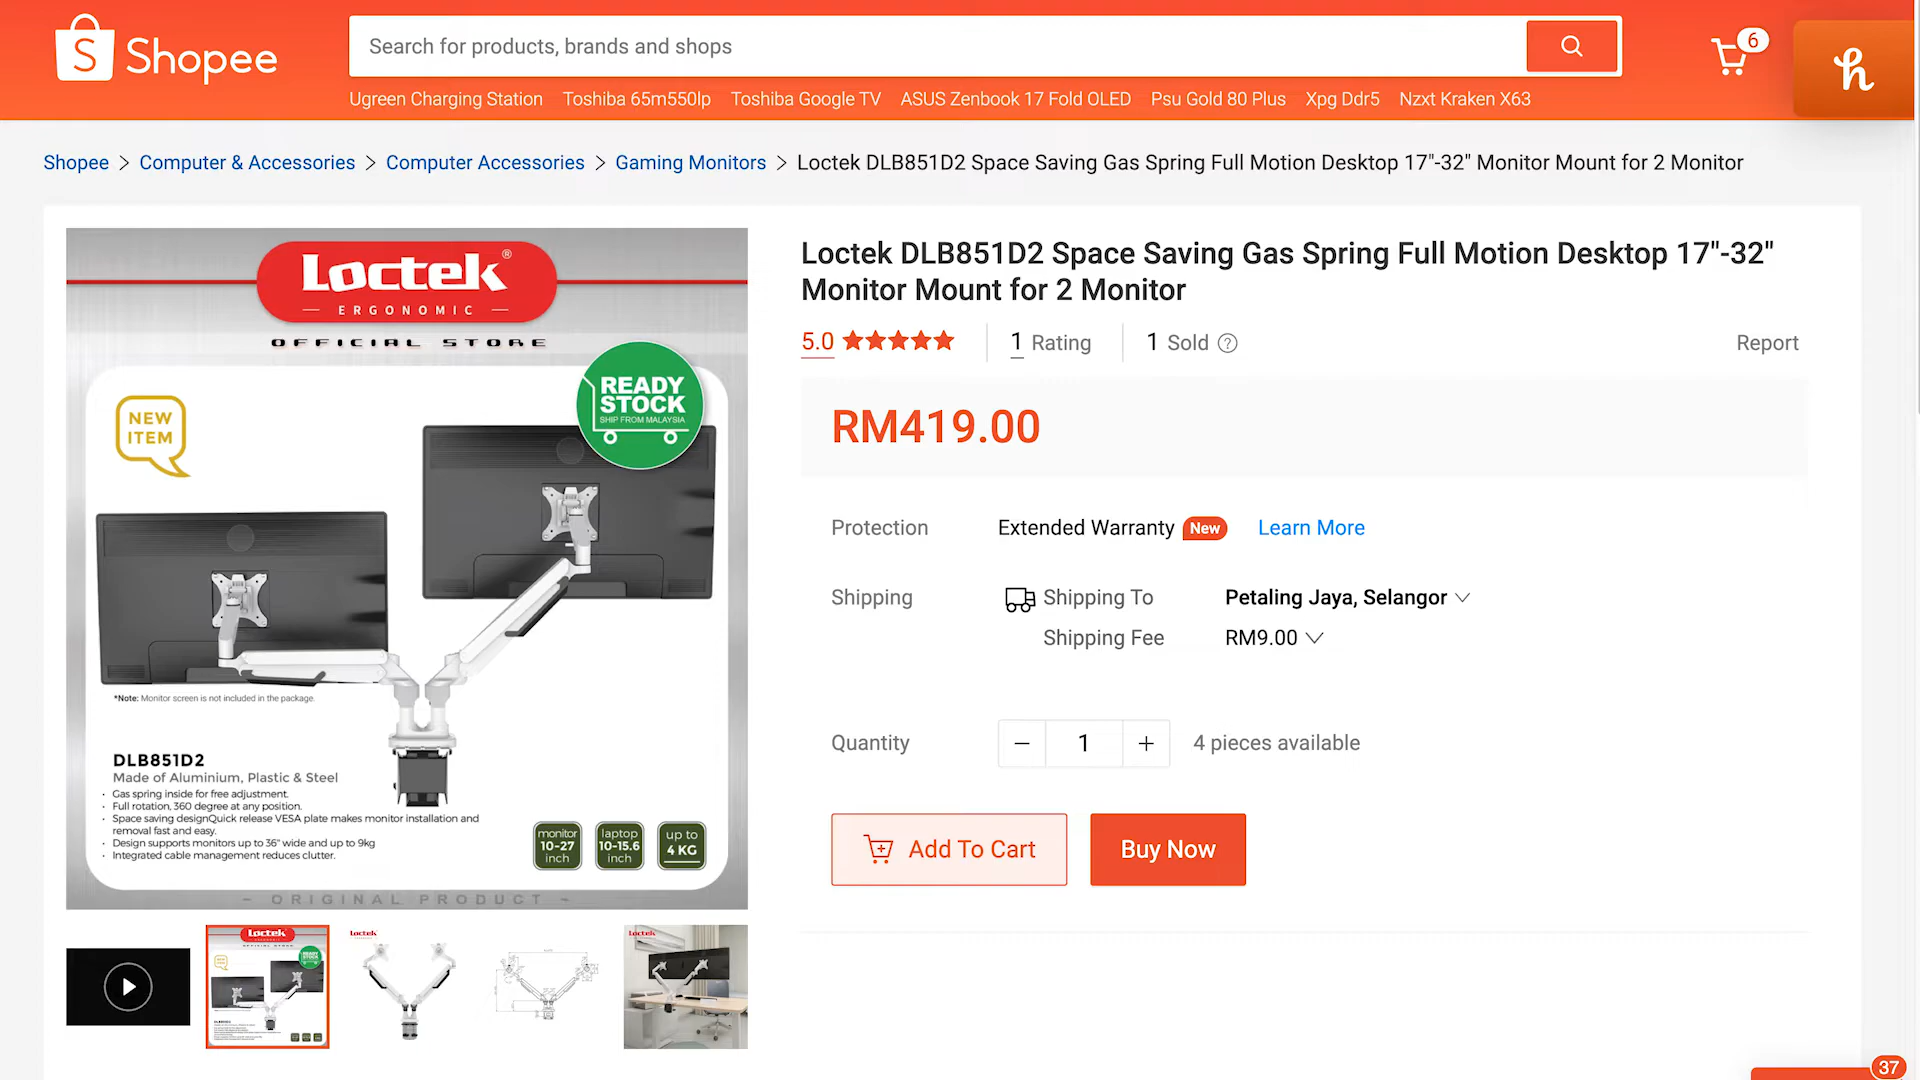 Shopee
Search for products, brands and shops
6
Ugreen Charging Station Toshiba 65m550lp Toshiba Google TV ASUS Zenbook 17 Fold OLED Psu Gold 80 Plus Xpg Ddr5 Nzxt Kraken X63
Shopee > Computer & Accessories > Computer Accessories > Gaming Monitors > Loctek DLB851D2 Space Saving Gas Spring Full Motion Desktop 17"-32" Monitor Mount for 2 Monitor
Loctek®
ERGONOMIC
OFFICIAL STORE
NEW
ITEM
READY
STOCK
SHIP FROM MALAYSIA
*Note: Monitor screen is not included in the package.
DLB851D2
Made of Aluminium, Plastic & Steel
· Gas spring inside for free adjustment.
· Full rotation, 360 degree at any position.
· Space saving designQuick release VESA plate makes monitor installation and
removal fast and easy.
· Design supports monitors up to 36" wide and up to 9kg
· Integrated cable management reduces clutter.
monitor
10-27
inch
laptop
10-15.6
inch
up to
4 KG
- ORIGINAL PRODUCT -
Loctek
Loctek
Loctek
Loctek DLB851D2 Space Saving Gas Spring Full Motion Desktop 17"-32"
Monitor Mount for 2 Monitor
5.0 1 Rating 1 Sold ? Report
RM419.00
Protection Extended Warranty New Learn More
Shipping Shipping To Petaling Jaya, Selangor
Shipping Fee RM9.00
Quantity − 1 + 4 pieces available
Add To Cart Buy Now
37